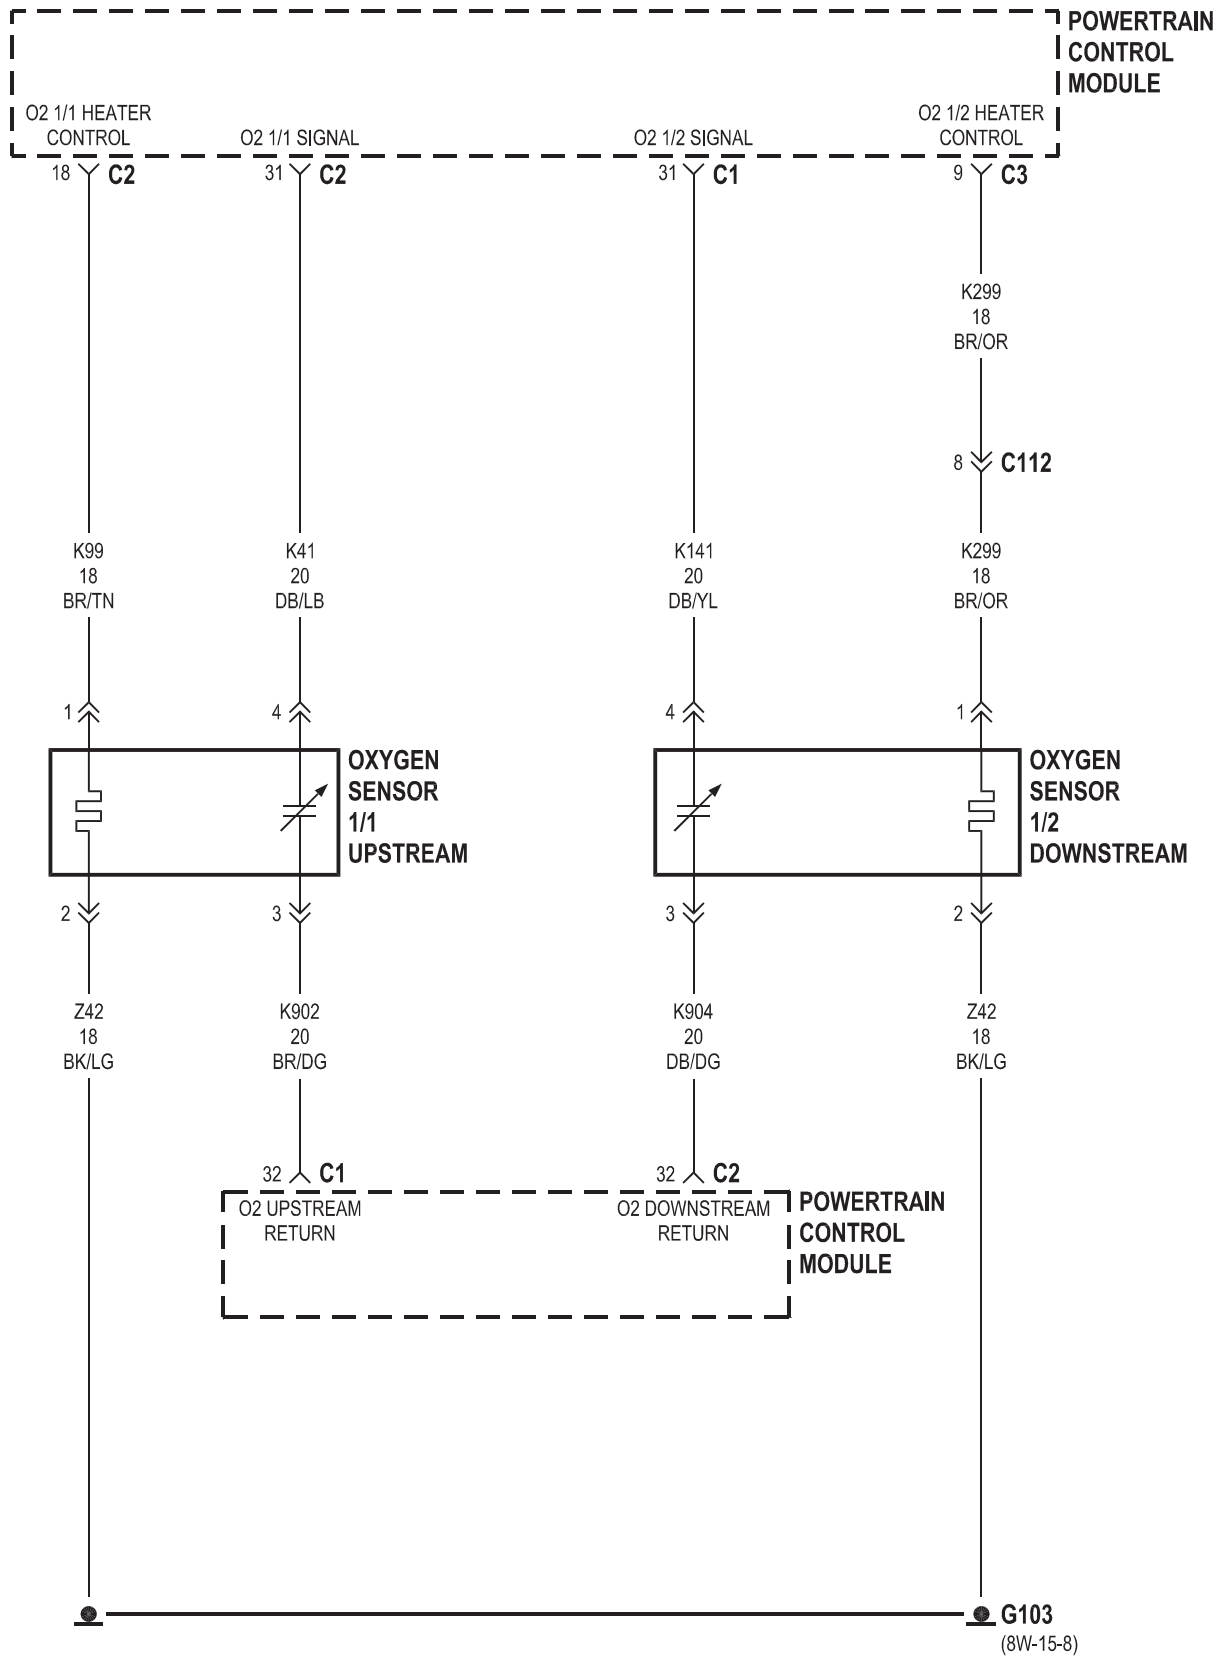 POWERTRAIN
CONTROL
MODULE
O2 1/1 HEATER
CONTROL
O2 1/1 SIGNAL
O2 1/2 SIGNAL
O2 1/2 HEATER
CONTROL
18 C2
31 C2
31 C1
9 C3
K299
18
BR/OR
8 C112
K99
18
BR/TN
K41
20
DB/LB
K141
20
DB/YL
K299
18
BR/OR
1
4
4
1
OXYGEN
SENSOR
1/1
UPSTREAM
OXYGEN
SENSOR
1/2
DOWNSTREAM
2
3
3
2
Z42
18
BK/LG
K902
20
BR/DG
K904
20
DB/DG
Z42
18
BK/LG
32 C1
32 C2
O2 UPSTREAM
RETURN
O2 DOWNSTREAM
RETURN
POWERTRAIN
CONTROL
MODULE
G103
(8W-15-8)